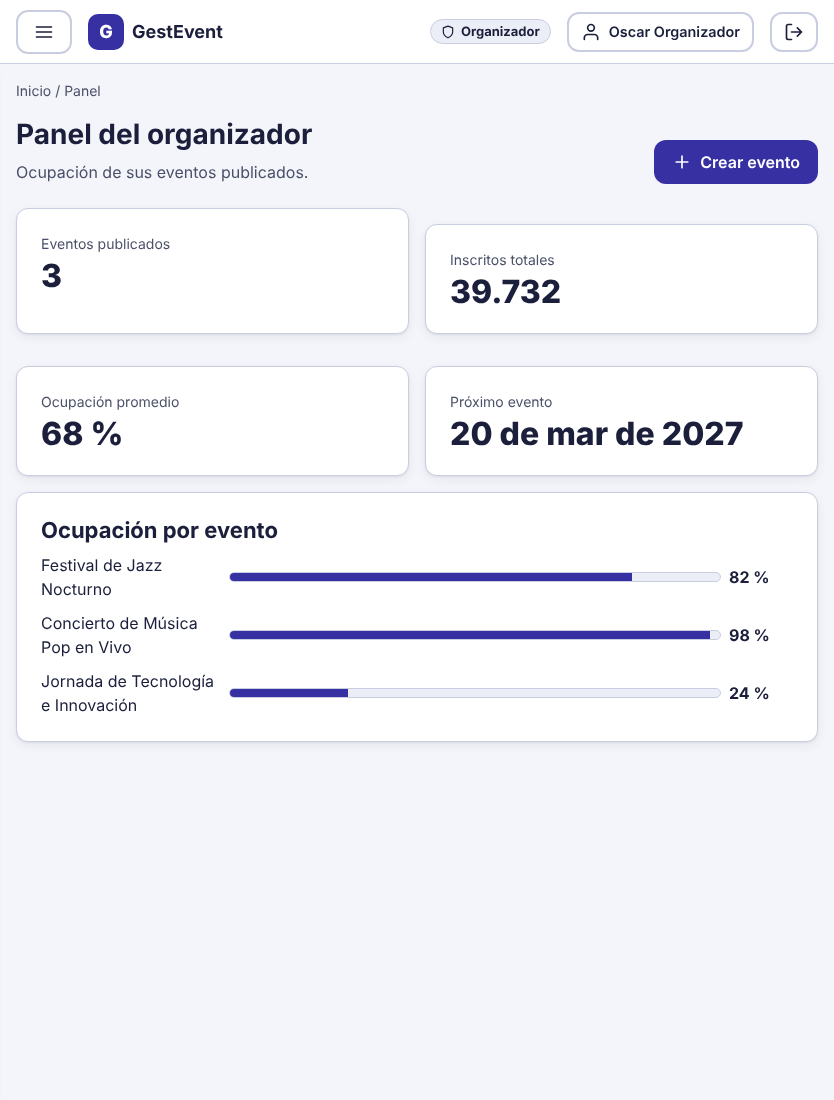 G GestEvent
Organizador
Oscar Organizador
Inicio / Panel
Panel del organizador
Ocupación de sus eventos publicados.
Crear evento
Eventos publicados
3
Inscritos totales
39.732
Ocupación promedio
68 %
Próximo evento
20 de mar de 2027
Ocupación por evento
Festival de Jazz
Nocturno
82 %
Concierto de Música
Pop en Vivo
98 %
Jornada de Tecnología
e Innovación
24 %